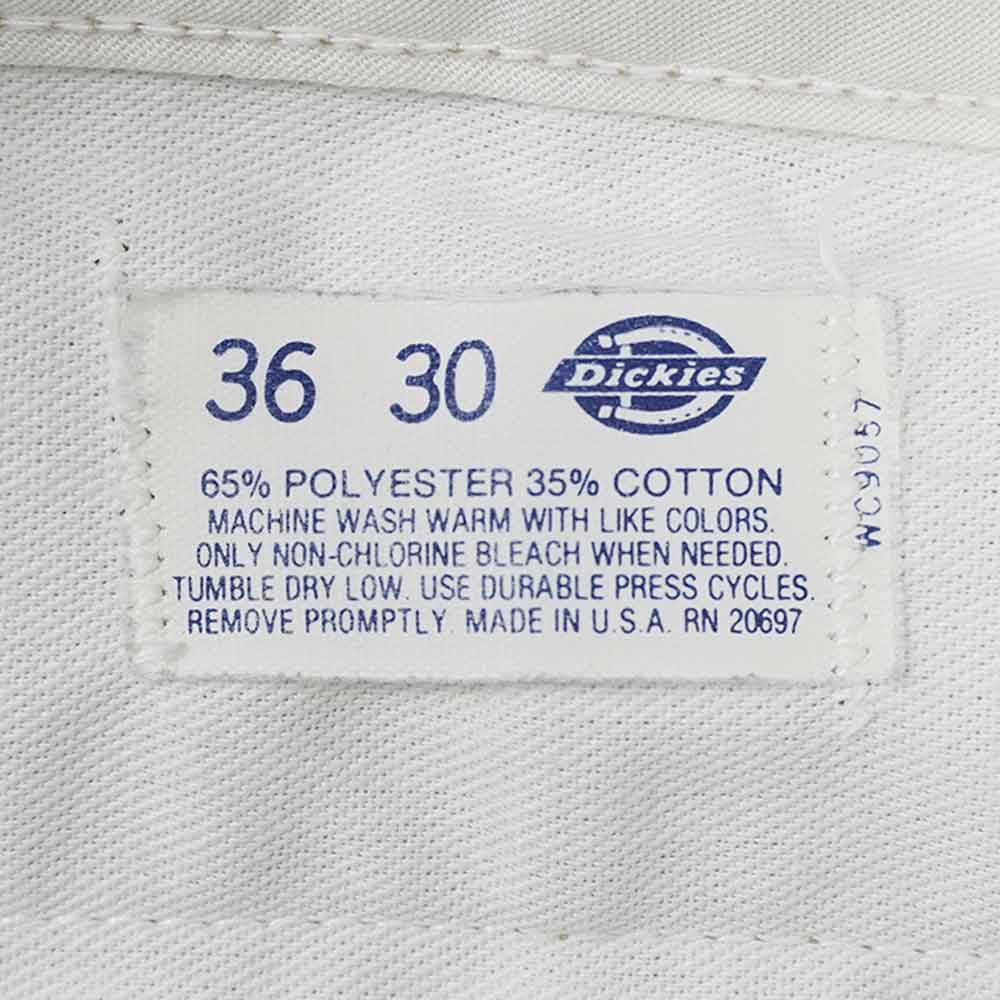 36 30 Dickies
65% POLYESTER 35% COTTON
MACHINE WASH WARM WITH LIKE COLORS.
ONLY NON-CHLORINE BLEACH WHEN NEEDED.
TUMBLE DRY LOW. USE DURABLE PRESS CYCLES.
REMOVE PROMPTLY. MADE IN U.S.A. RN 20697
WC9057